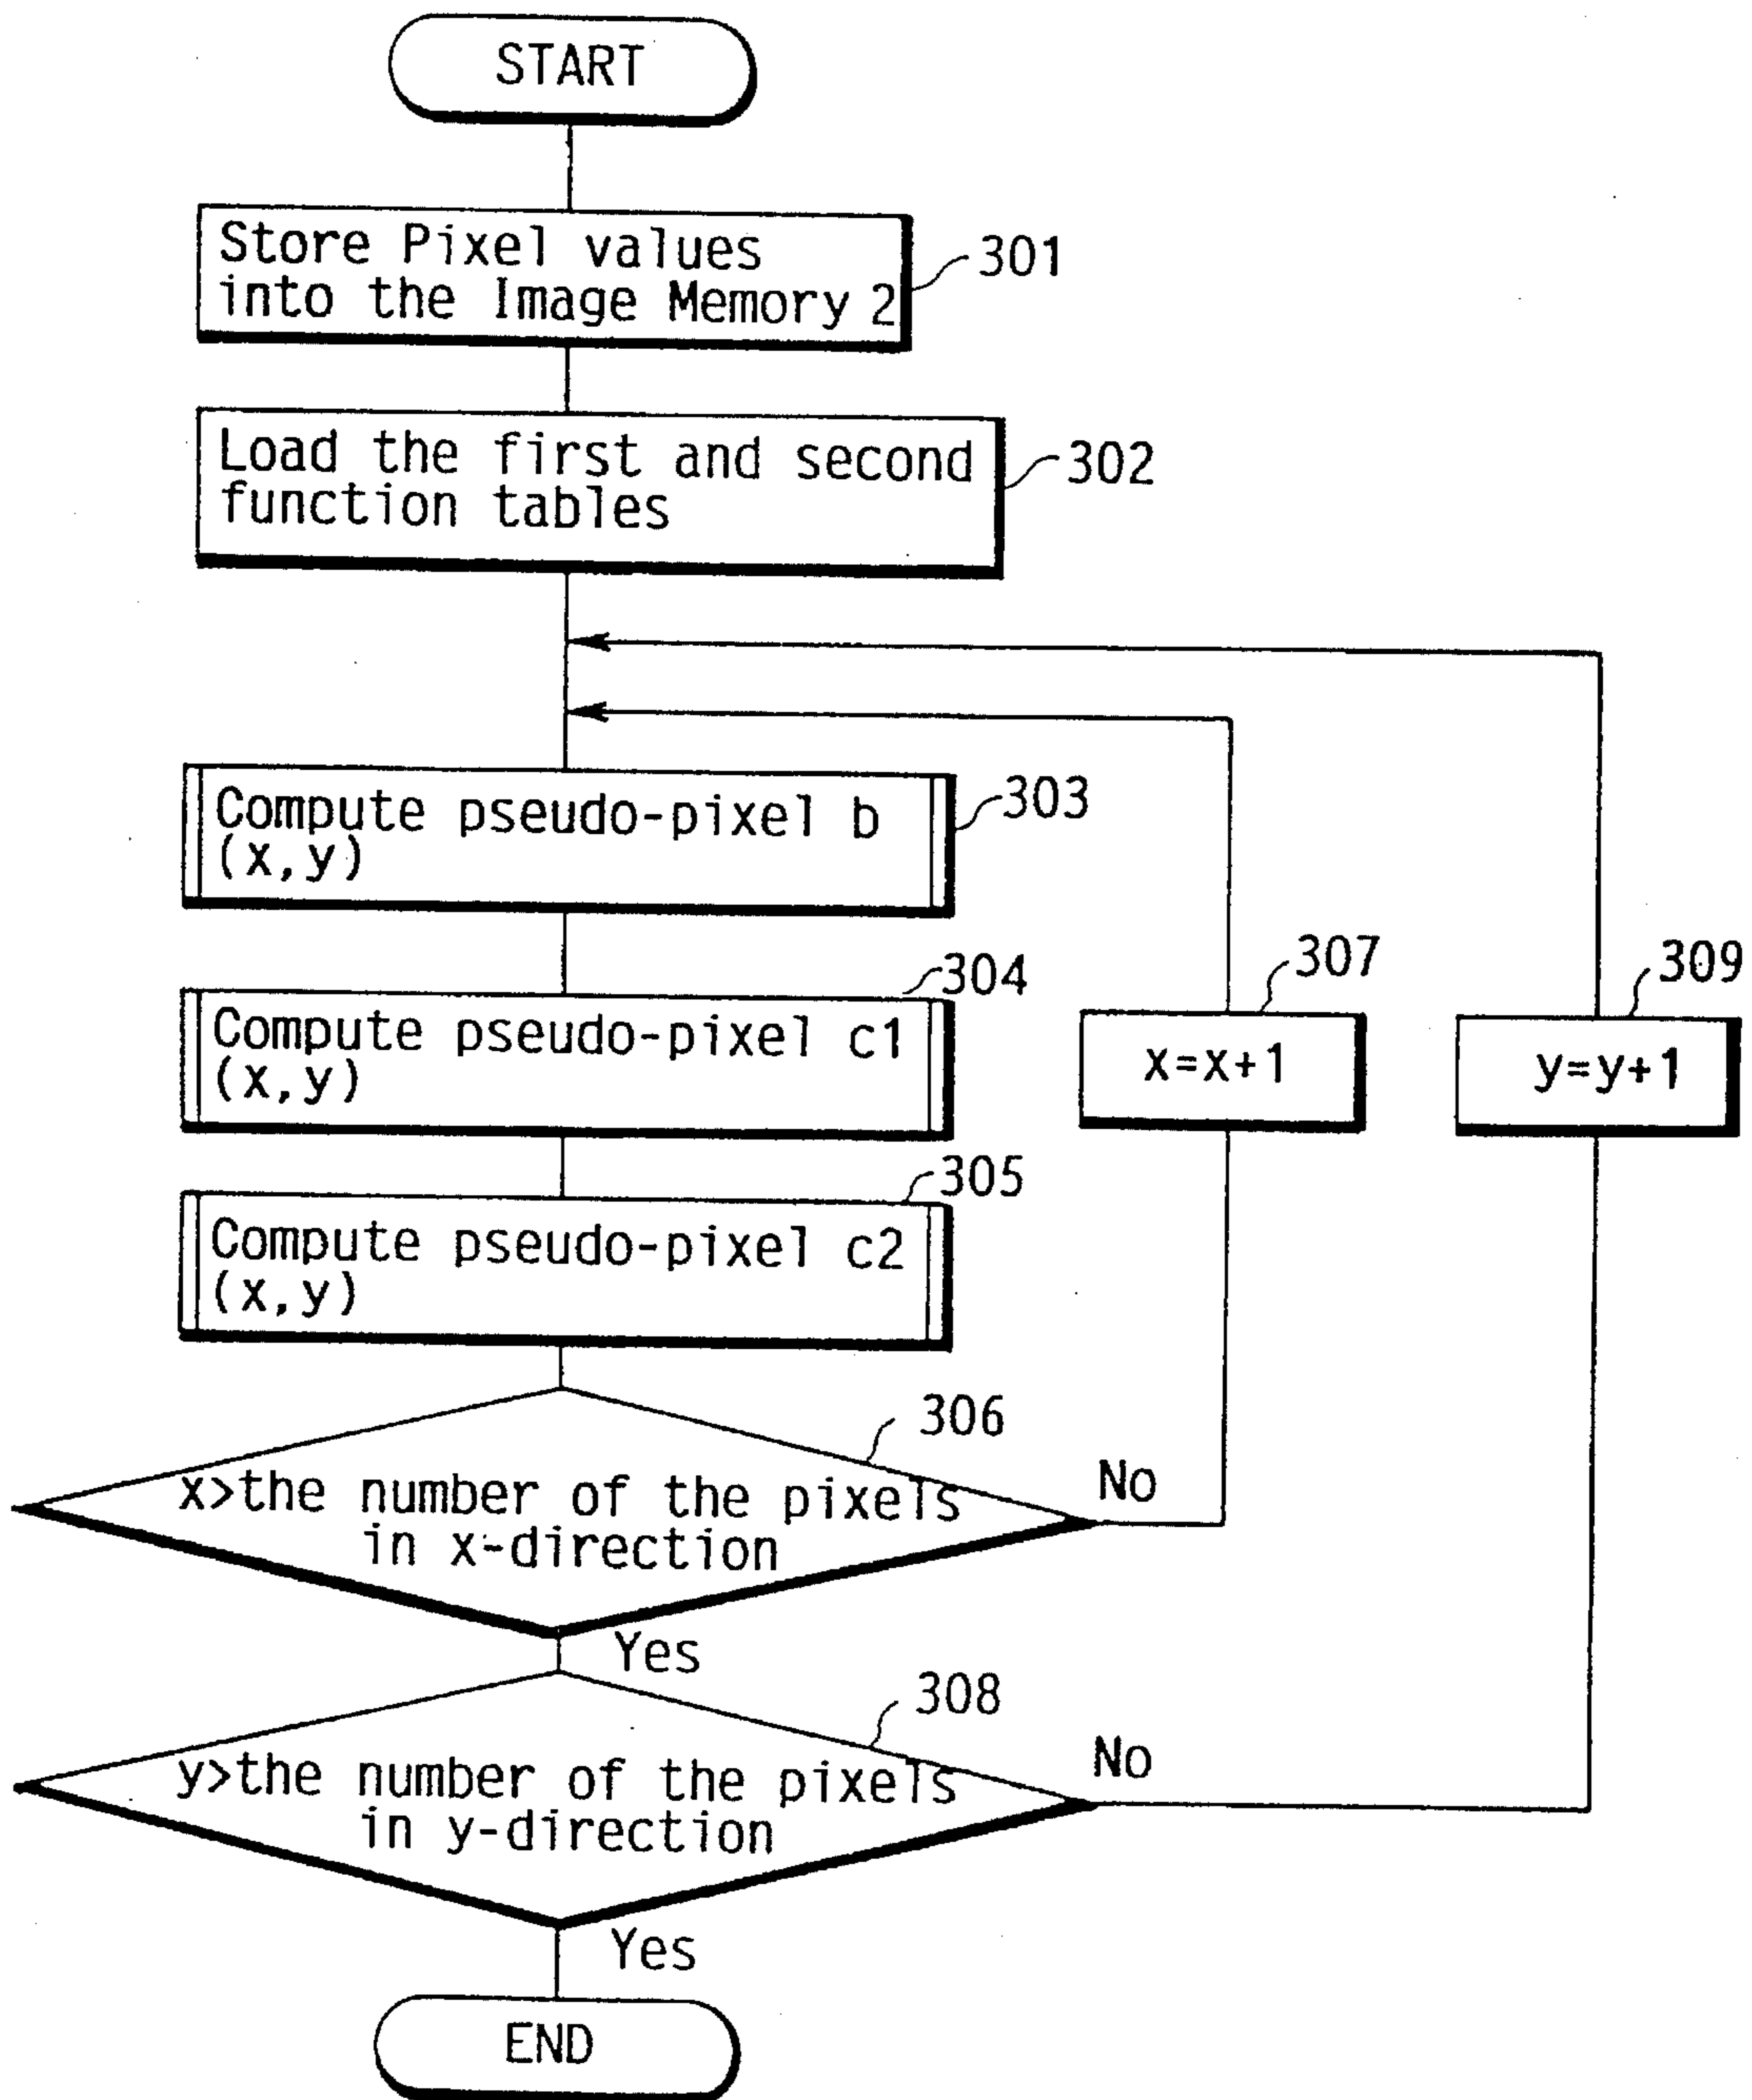 START
Store Pixel values
into the Image Memory 2
301
Load the first and second
function tables
302
Compute pseudo-pixel b
(x,y)
303
304
Compute pseudo-pixel c1
(x,y)
307
x=x+1
309
y=y+1
305
Compute pseudo-pixel c2
(x,y)
306
x>the number of the pixels
in x-direction
No
Yes
308
y>the number of the pixels
in y-direction
No
Yes
END